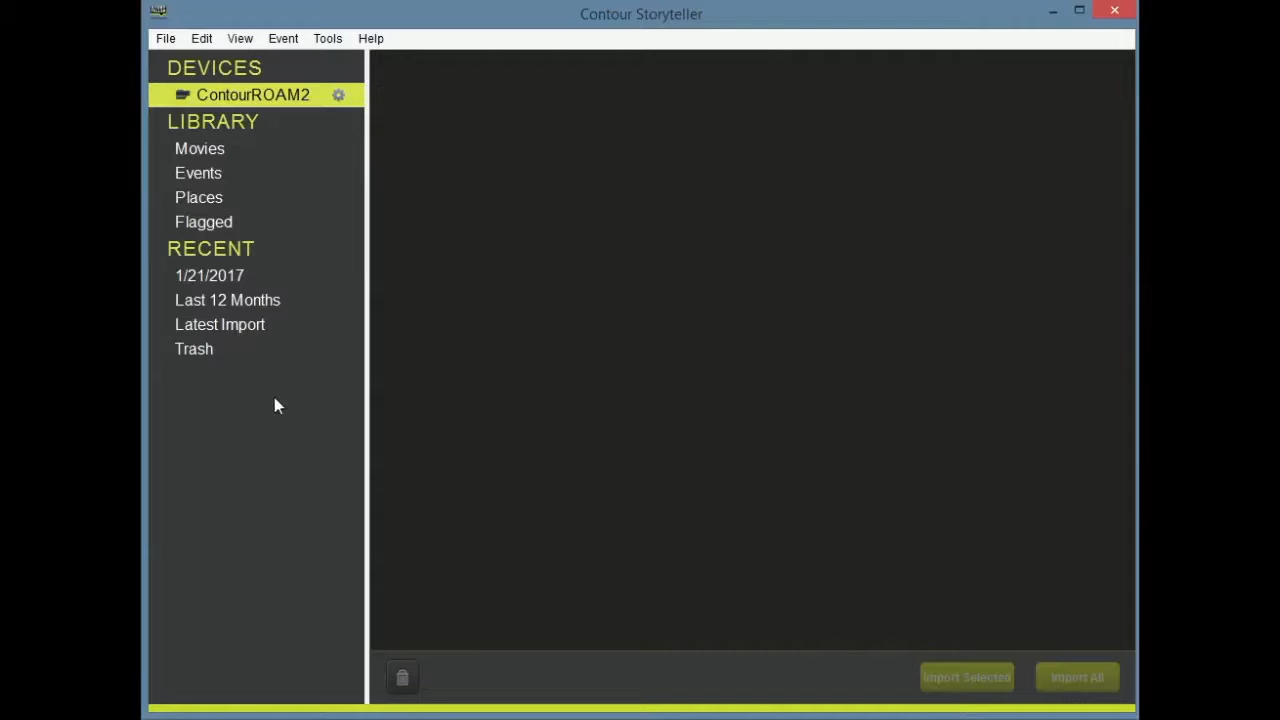 Contour Storyteller
File Edit View Event Tools Help
DEVICES
ContourROAM2
LIBRARY
Movies
Events
Places
Flagged
RECENT
1/21/2017
Last 12 Months
Latest Import
Trash
Import Selected Import All